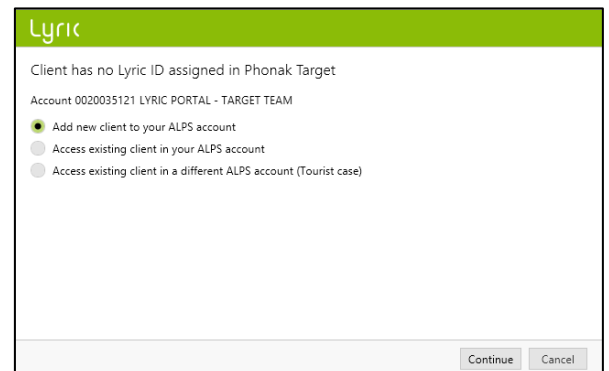 Lyric
Client has no Lyric ID assigned in Phonak Target
Account 0020035121 LYRIC PORTAL - TARGET TEAM
Add new client to your ALPS account
Access existing client in your ALPS account
Access existing client in a different ALPS account (Tourist case)
Continue Cancel